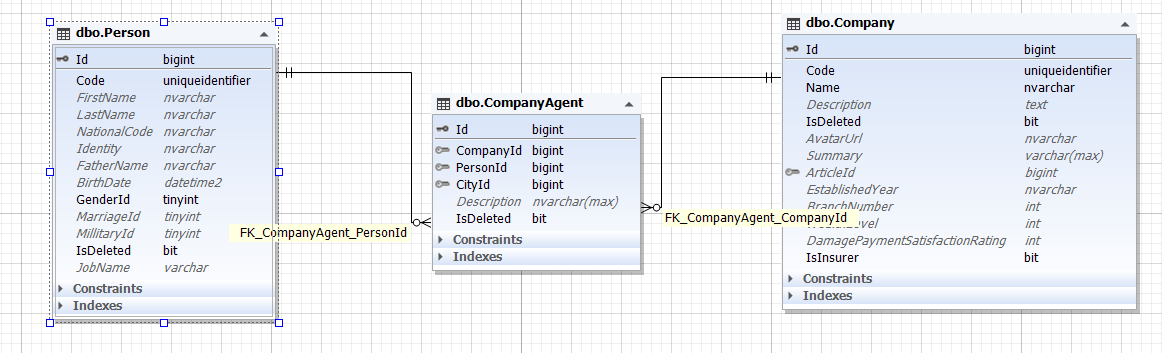 dbo.Person
Id bigint
Code uniqueidentifier
FirstName nvarchar
LastName nvarchar
NationalCode nvarchar
Identity nvarchar
FatherName nvarchar
BirthDate datetime2
GenderId tinyint
MarriageId tinyint
MillitaryId tinyint
IsDeleted bit
JobName varchar
Constraints
Indexes
FK_CompanyAgent_PersonId
dbo.CompanyAgent
Id bigint
CompanyId bigint
PersonId bigint
CityId bigint
Description nvarchar(max)
IsDeleted bit
Constraints
Indexes
FK_CompanyAgent_CompanyId
dbo.Company
Id bigint
Code uniqueidentifier
Name nvarchar
Description text
IsDeleted bit
AvatarUrl nvarchar
Summary varchar(max)
ArticleId bigint
EstablishedYear nvarchar
BranchNumber int
int
DamagePaymentSatisfactionRating int
IsInsurer bit
Constraints
Indexes